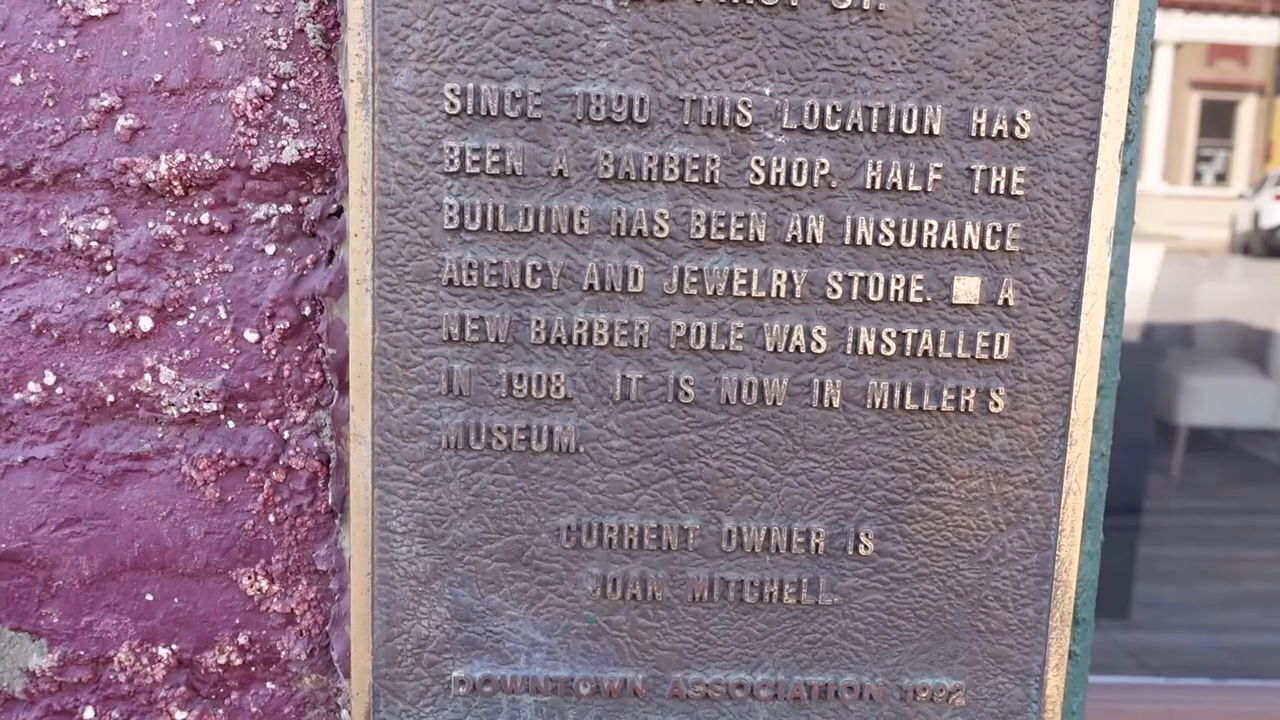 FIRST ST.
SINCE 1890 THIS LOCATION HAS
BEEN A BARBER SHOP. HALF THE
BUILDING HAS BEEN AN INSURANCE
AGENCY AND JEWELRY STORE. ■ A
NEW BARBER POLE WAS INSTALLED
IN 1908. IT IS NOW IN MILLER'S
MUSEUM.
CURRENT OWNER IS
JOAN MITCHELL.
DOWNTOWN ASSOCIATION 1992